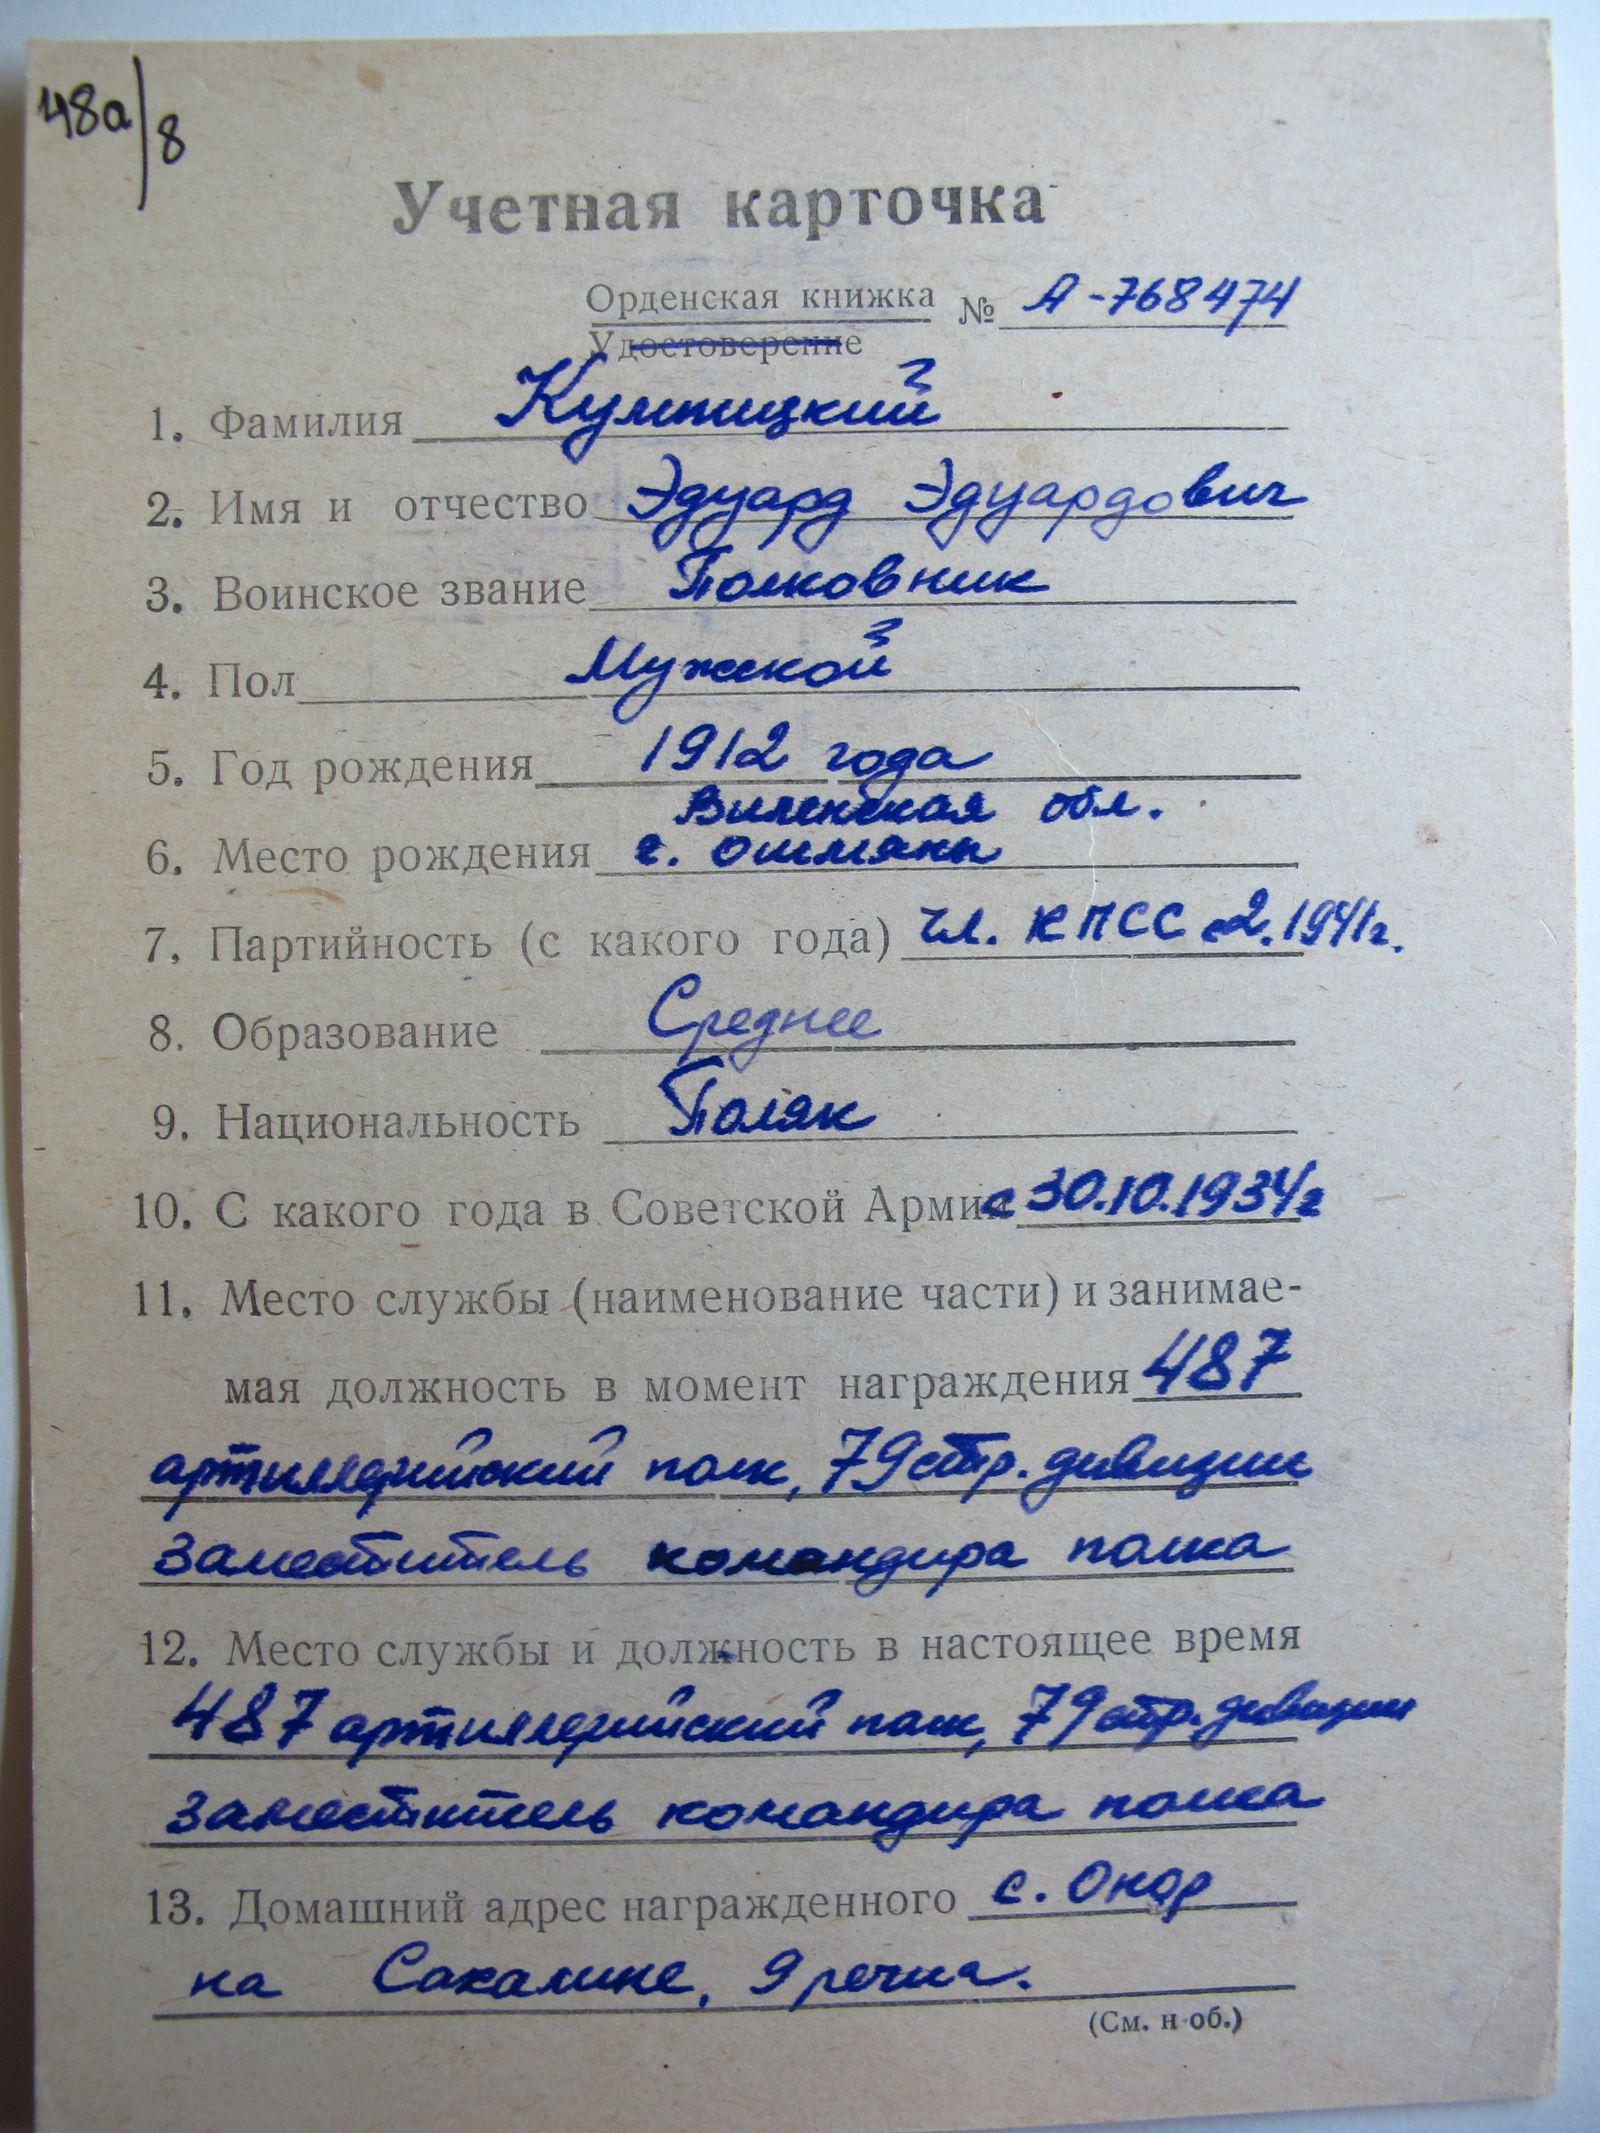 48а/8
Учетная карточка
Орденская книжка № А-768474
Удостоверение
1. Фамилия Кулпицкий
2. Имя и отчество Эдуард Эдуардович
3. Воинское звание Полковник
4. Пол Мужской
5. Год рождения 1912 года
Виленская обл.
6. Место рождения г. Ошмяны
7. Партийность (с какого года) чл. КПСС с 2.1941г.
8. Образование Среднее
9. Национальность Поляк
10. С какого года в Советской Армии с 30.10.1934г
11. Место службы (наименование части) и занимае-
мая должность в момент награждения 487
артиллерийский полк, 79 стр. дивизии
заместитель командира полка
12. Место службы и должность в настоящее время
487 артиллерийский полк, 79 стр. дивизии
заместитель командира полка
13. Домашний адрес награжденного с. Онор
на Сахалине,
(См. н об.)